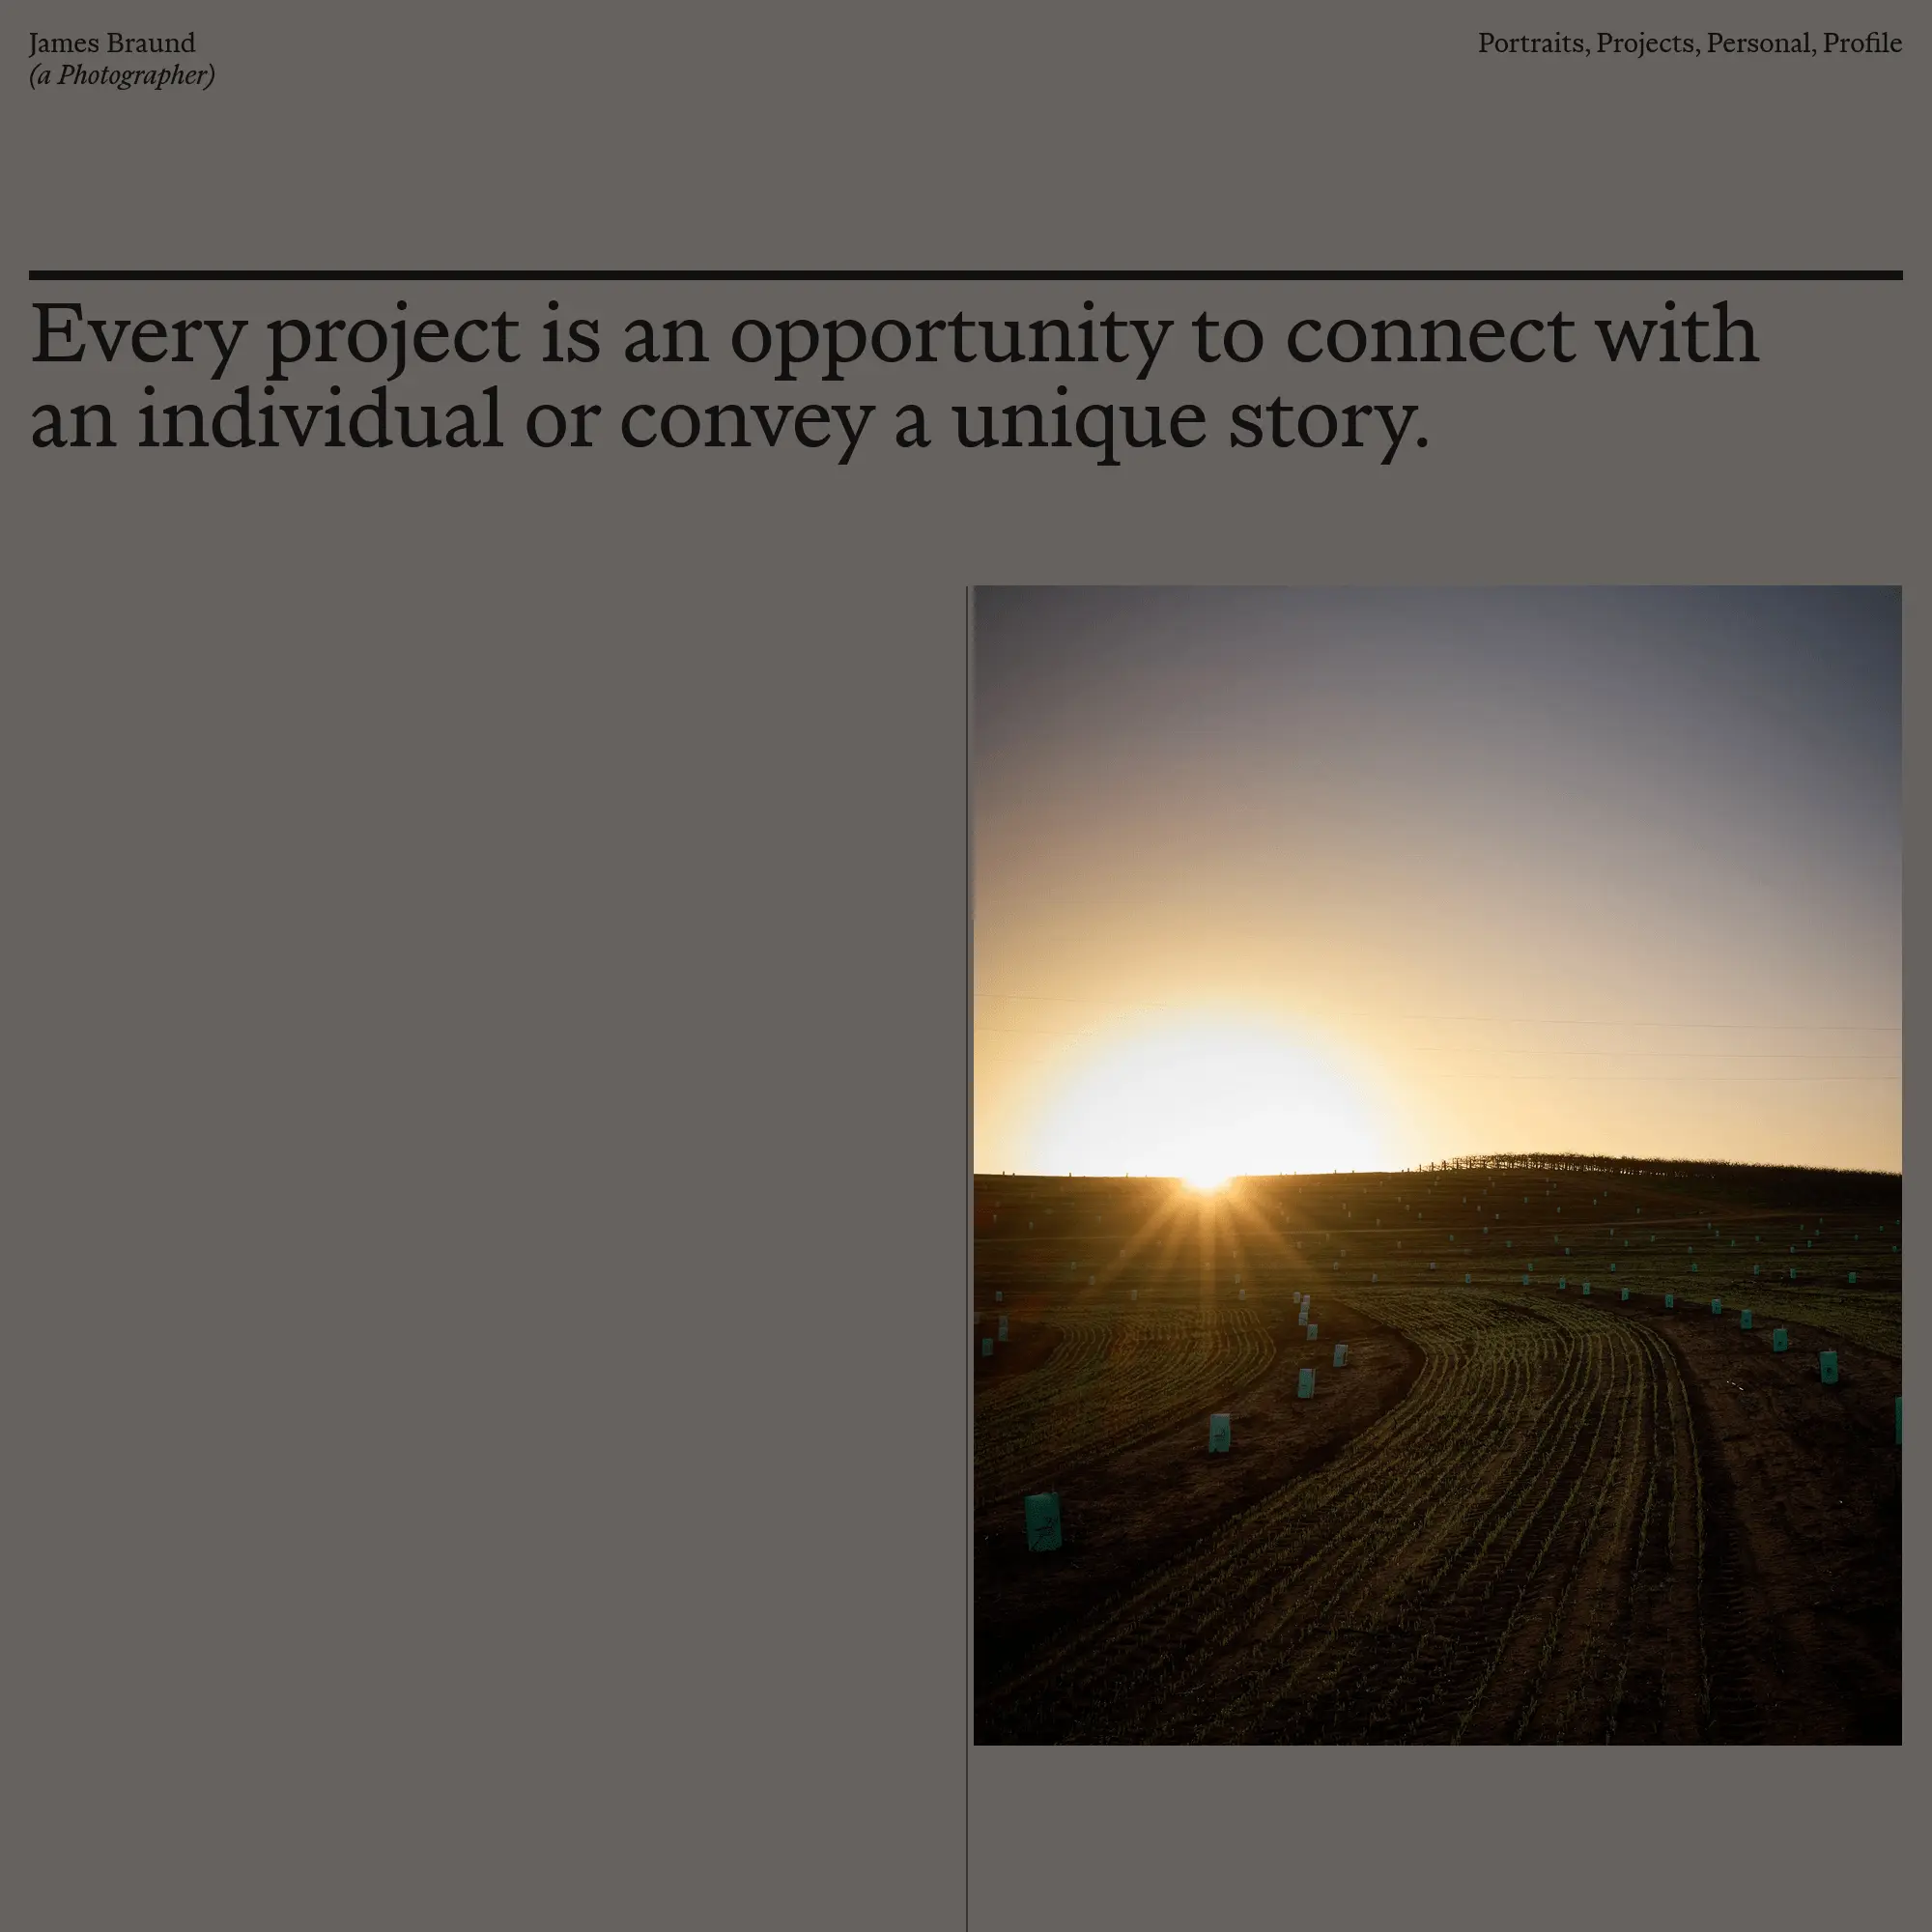 James Braund
(a Photographer)
Portraits, Projects, Personal, Profile
Every project is an opportunity to connect with
an individual or convey a unique story.